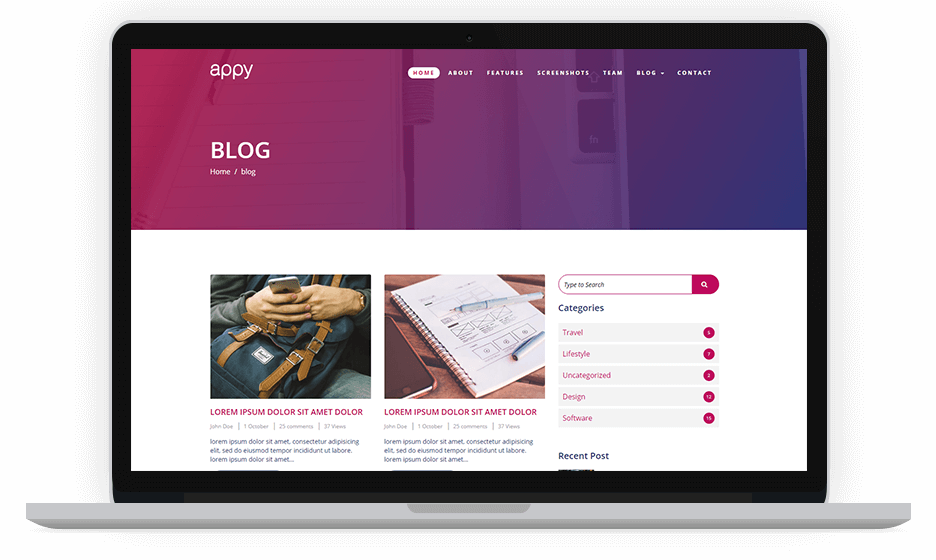 appy
HOME ABOUT FEATURES SCREENSHOTS TEAM BLOG CONTACT
BLOG
Home / blog
fn
Herschel
LOREM IPSUM DOLOR SIT AMET DOLOR
John Doe | 1 October | 25 comments | 37 Views
lorem ipsum dolor sit amet, consectetur adipisicing
elit, sed do eiusmod tempor incididunt ut labore.
lorem ipsum dolor sit amet...
LOREM IPSUM DOLOR SIT AMET DOLOR
John Doe | 1 October | 25 comments | 37 Views
lorem ipsum dolor sit amet, consectetur adipisicing
elit, sed do eiusmod tempor incididunt ut labore.
lorem ipsum dolor sit amet...
Type to Search
Categories
Travel 5
Lifestyle 7
Uncategorized 2
Design 12
Software 15
Recent Post